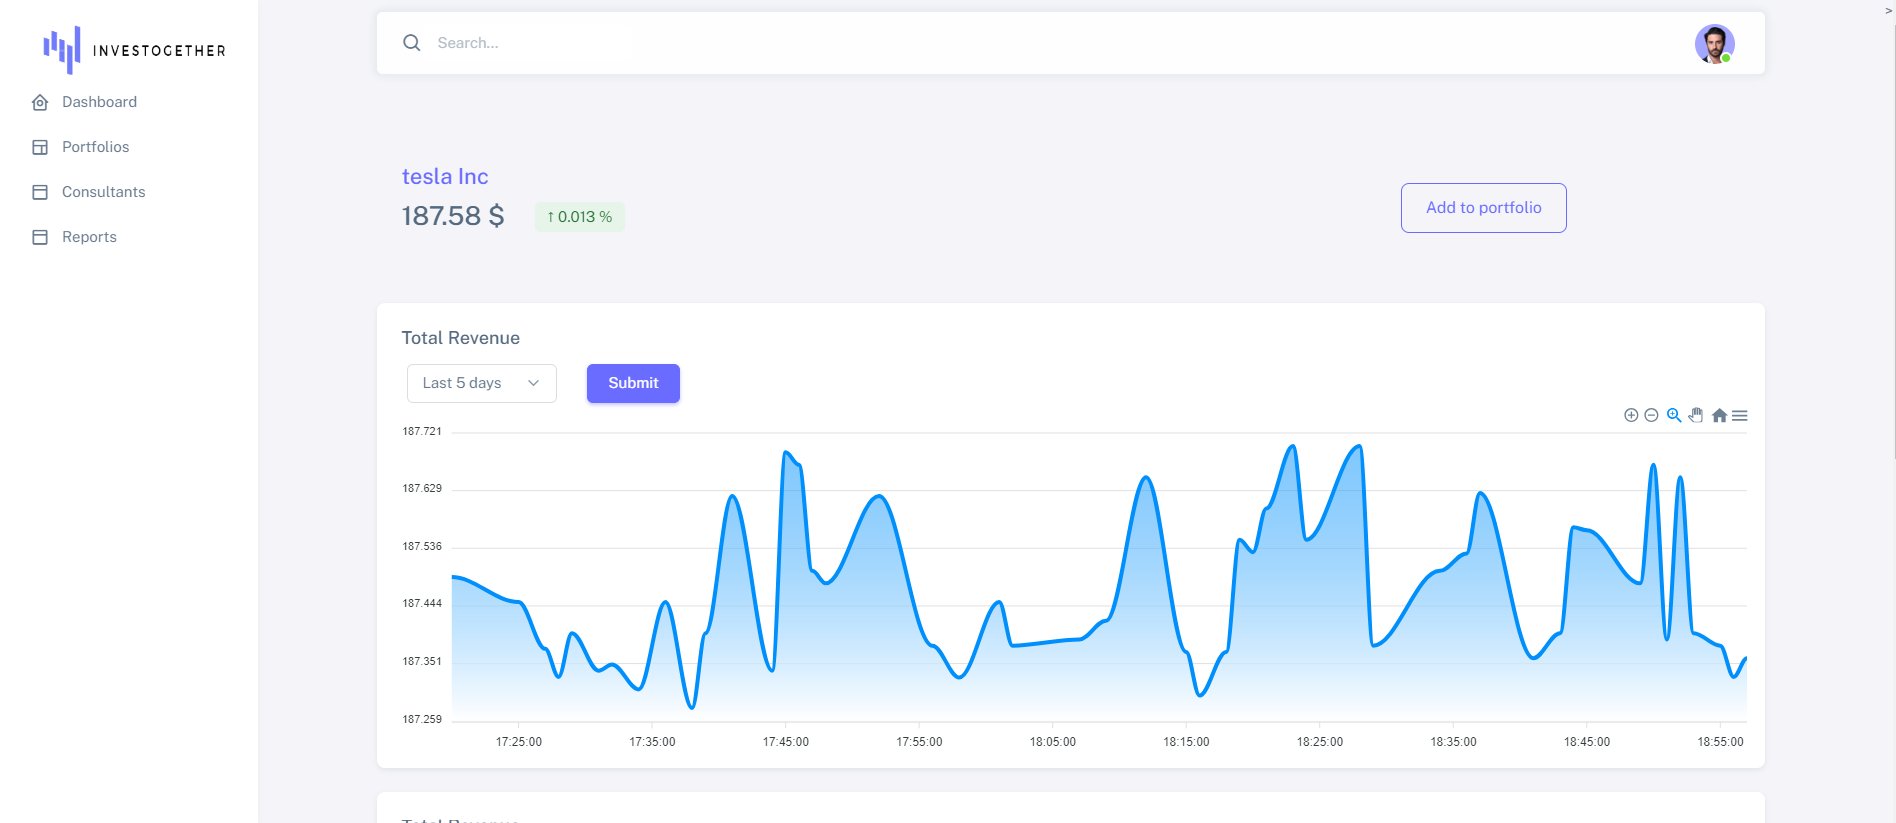 INVESTOGETHER
Search...
>
Dashboard
Portfolios
Consultants
Reports
tesla Inc
187.58 $
↑ 0.013 %
Add to portfolio
Total Revenue
Last 5 days
Submit
187.721
187.629
187.536
187.444
187.351
187.259
17:25:00 17:35:00 17:45:00 17:55:00 18:05:00 18:15:00 18:25:00 18:35:00 18:45:00 18:55:00